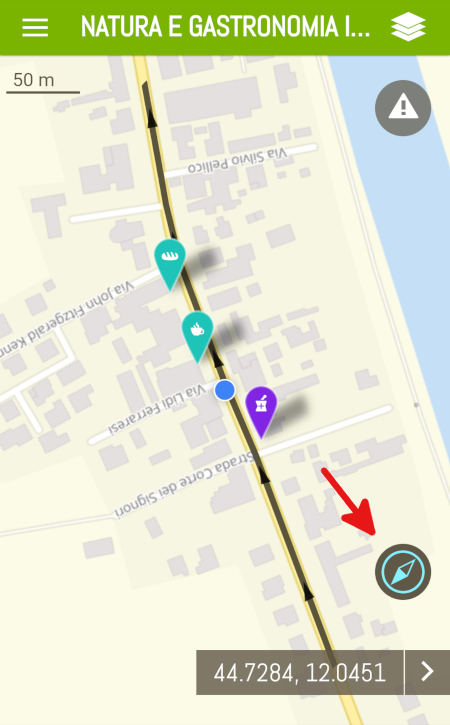 NATURA E GASTRONOMIA I...
50 m
Via Silvio Pellico
Via John Fitzgerald Kenn
Via Lidi Ferraresi
Strada Corte dei Signori
44.7284, 12.0451